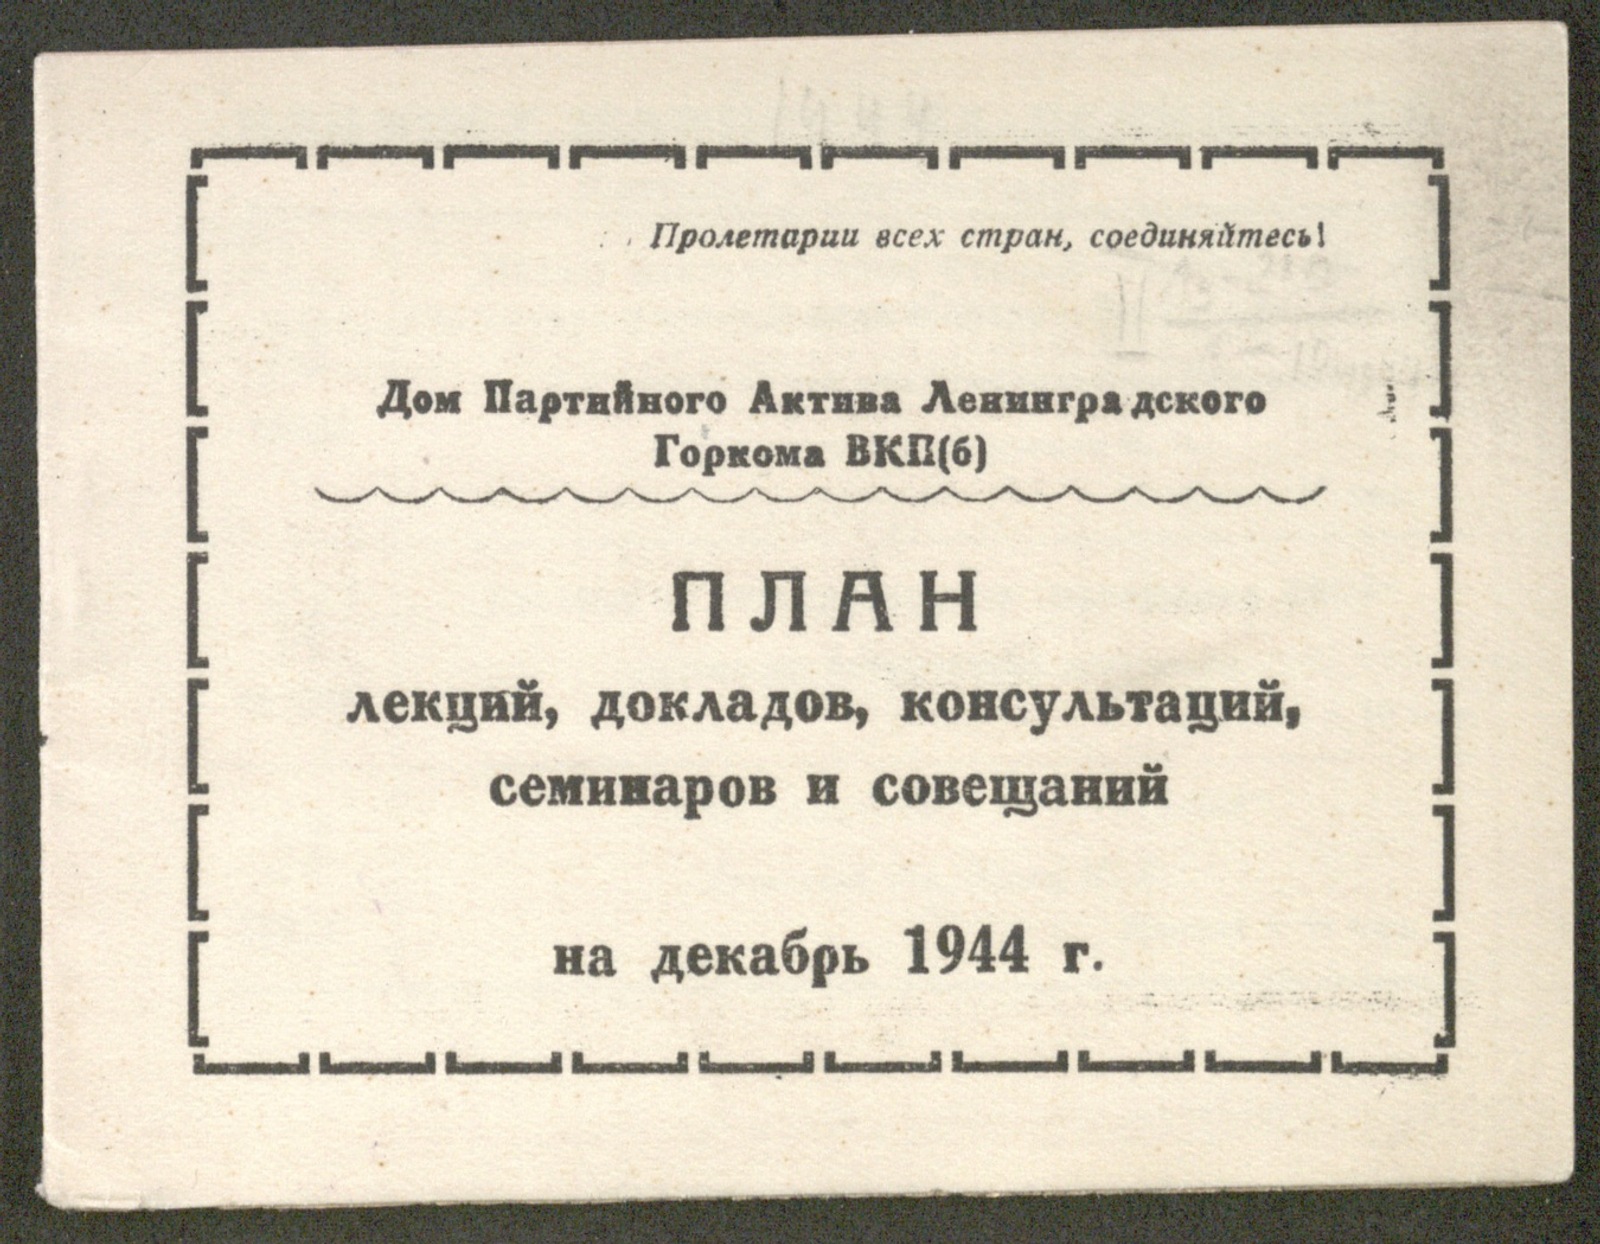 1944
Пролетарии всех стран, соединяйтесь!
Дом Партийного Актива Ленинградского
Горкома ВКП(б)
ПЛАН
лекций, докладов, консультаций,
семинаров и совещаний
на декабрь 1944 г.